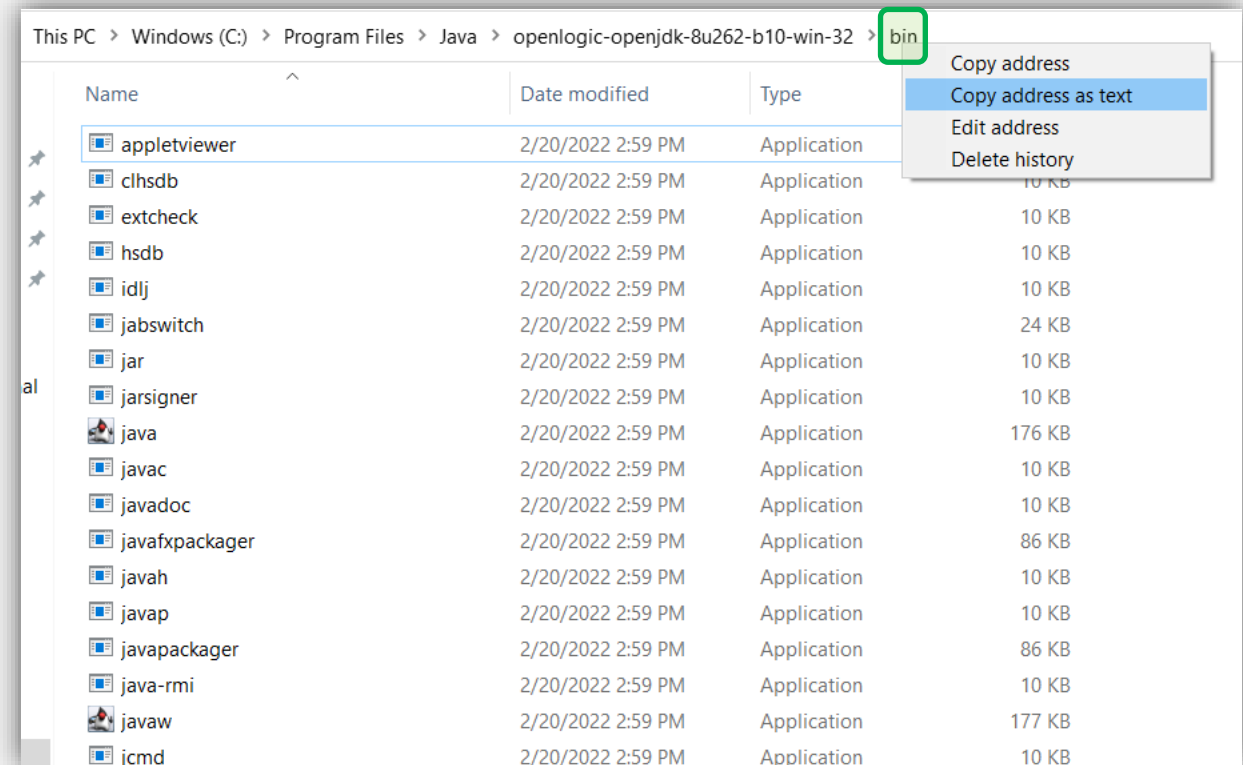 This PC > Windows (C:) > Program Files > Java > openlogic-openjdk-8u262-b10-win-32 > bin
Copy address
Copy address as text
Edit address
Delete history
Name Date modified Type
appletviewer 2/20/2022 2:59 PM Application
clhsdb 2/20/2022 2:59 PM Application 10 KB
extcheck 2/20/2022 2:59 PM Application 10 KB
hsdb 2/20/2022 2:59 PM Application 10 KB
idlj 2/20/2022 2:59 PM Application 10 KB
jabswitch 2/20/2022 2:59 PM Application 24 KB
jar 2/20/2022 2:59 PM Application 10 KB
al
jarsigner 2/20/2022 2:59 PM Application 10 KB
java 2/20/2022 2:59 PM Application 176 KB
javac 2/20/2022 2:59 PM Application 10 KB
javadoc 2/20/2022 2:59 PM Application 10 KB
javafxpackager 2/20/2022 2:59 PM Application 86 KB
javah 2/20/2022 2:59 PM Application 10 KB
javap 2/20/2022 2:59 PM Application 10 KB
javapackager 2/20/2022 2:59 PM Application 86 KB
java-rmi 2/20/2022 2:59 PM Application 10 KB
javaw 2/20/2022 2:59 PM Application 177 KB
jcmd 2/20/2022 2:59 PM Application 10 KB